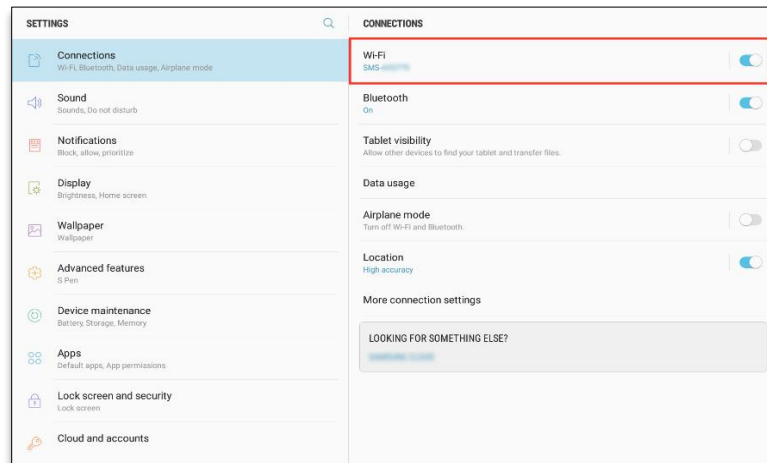 SETTINGS
Connections
Wi-Fi, Bluetooth, Data usage, Airplane mode
Sound
Sounds, Do not disturb
Notifications
Block, allow, prioritize
Display
Brightness, Home screen
Wallpaper
Wallpaper
Advanced features
S Pen
Device maintenance
Battery, Storage, Memory
Apps
Default apps, App permissions
Lock screen and security
Lock screen
Cloud and accounts
CONNECTIONS
Wi-Fi
SMS-
Bluetooth
On
Tablet visibility
Allow other devices to find your tablet and transfer files.
Data usage
Airplane mode
Turn off Wi-Fi and Bluetooth.
Location
High accuracy
More connection settings
LOOKING FOR SOMETHING ELSE?